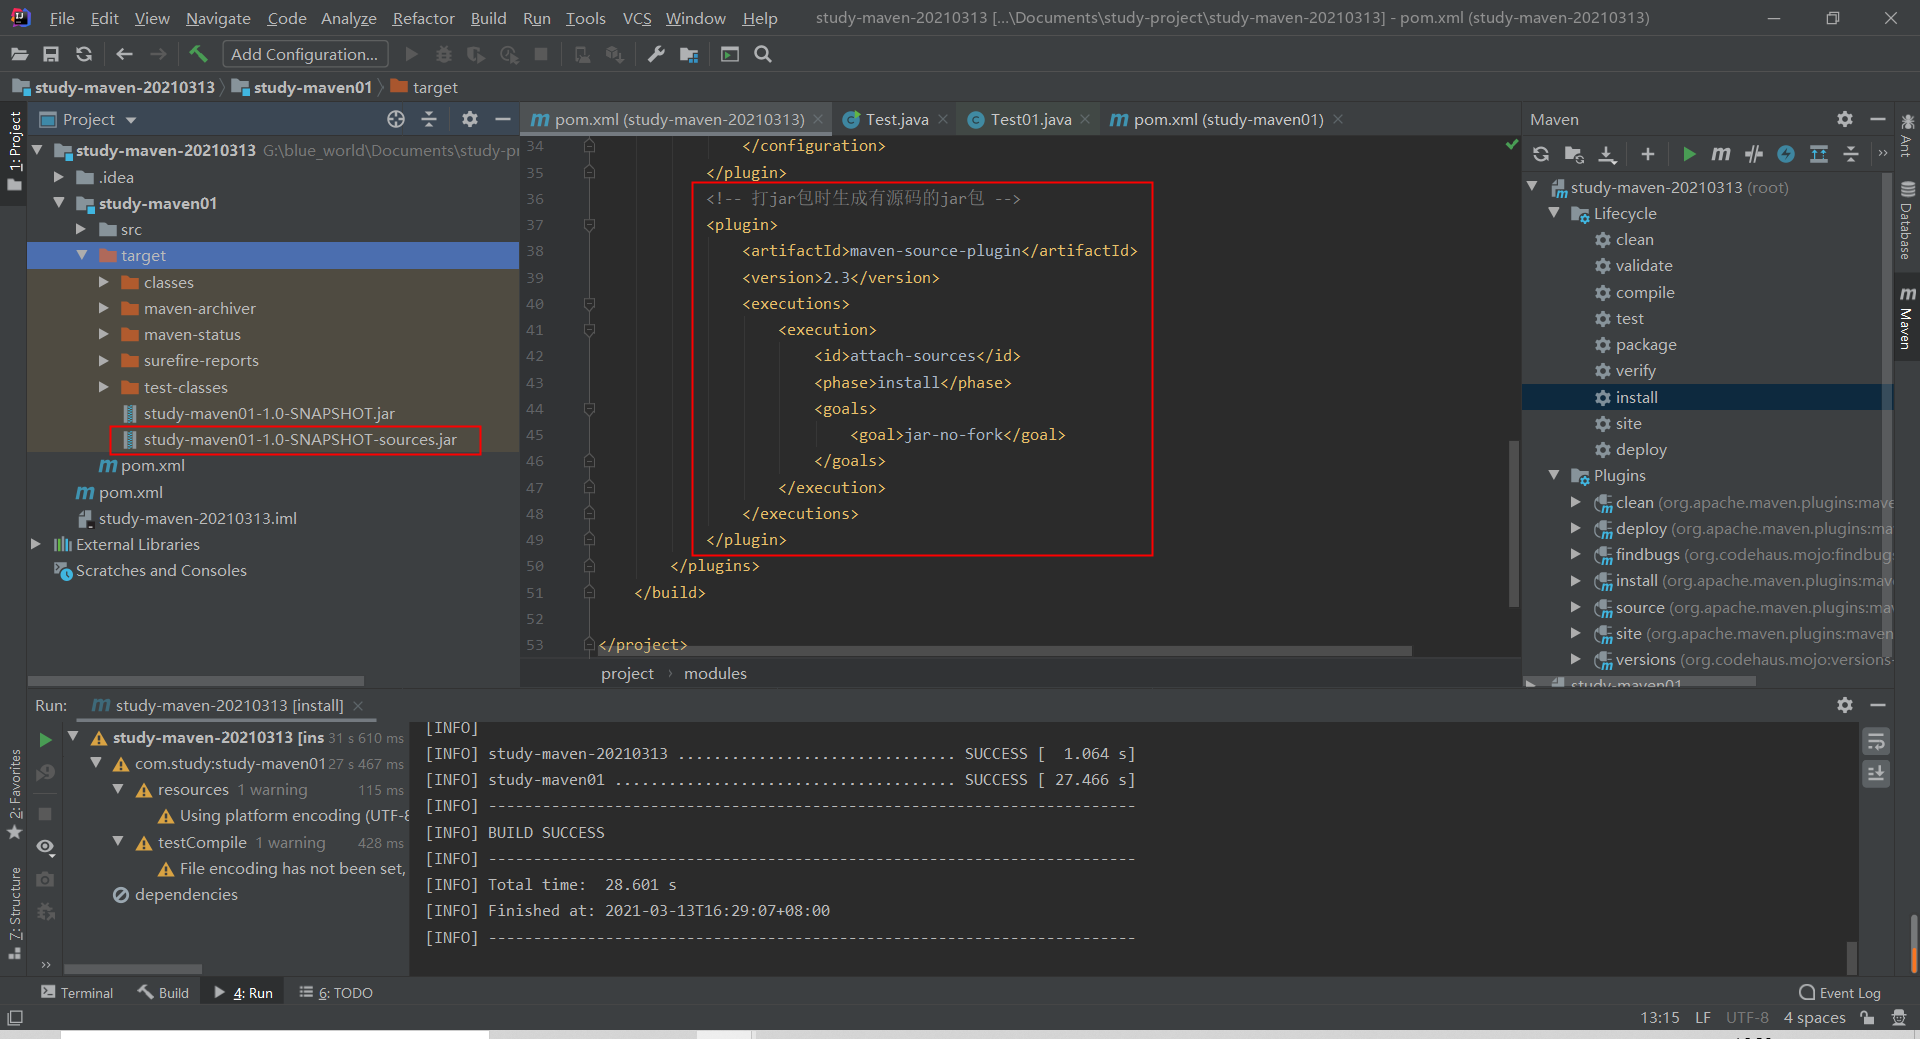 File Edit View Navigate Code Analyze Refactor Build Run Tools VCS Window Help study-maven-20210313 [...\Documents\study-project\study-maven-20210313] - pom.xml (study-maven-20210313)
Add Configuration...
study-maven-20210313 study-maven01 target
1: Project
Project
study-maven-20210313 G:\blue_world\Documents\study-pr
.idea
study-maven01
src
target
classes
maven-archiver
maven-status
surefire-reports
test-classes
study-maven01-1.0-SNAPSHOT.jar
study-maven01-1.0-SNAPSHOT-sources.jar
pom.xml
pom.xml
study-maven-20210313.iml
External Libraries
Scratches and Consoles
pom.xml (study-maven-20210313) Test.java Test01.java pom.xml (study-maven01)
34 </configuration>
35 </plugin>
36 <!-- 打jar包时生成有源码的jar包 -->
37 <plugin>
38 <artifactId>maven-source-plugin</artifactId>
39 <version>2.3</version>
40 <executions>
41 <execution>
42 <id>attach-sources</id>
43 <phase>install</phase>
44 <goals>
45 <goal>jar-no-fork</goal>
46 </goals>
47 </execution>
48 </executions>
49 </plugin>
50 </plugins>
51 </build>
52
53 </project>
project › modules
Maven
study-maven-20210313 (root)
Lifecycle
clean
validate
compile
test
package
verify
install
site
deploy
Plugins
clean (org.apache.maven.plugins:mave
deploy (org.apache.maven.plugins:ma
findbugs (org.codehaus.mojo:findbug
install (org.apache.maven.plugins:mav
source (org.apache.maven.plugins:ma
site (org.apache.maven.plugins:maven
versions (org.codehaus.mojo:versions-
study-maven01
Ant
Database
Maven
Run: study-maven-20210313 [install]
study-maven-20210313 [ins 31 s 610 ms
com.study:study-maven01 27 s 467 ms
resources 1 warning 115 ms
Using platform encoding (UTF-8
testCompile 1 warning 428 ms
File encoding has not been set,
dependencies
[INFO]
[INFO] study-maven-20210313 ............................... SUCCESS [ 1.064 s]
[INFO] study-maven01 ...................................... SUCCESS [ 27.466 s]
[INFO] ------------------------------------------------------------------------
[INFO] BUILD SUCCESS
[INFO] ------------------------------------------------------------------------
[INFO] Total time: 28.601 s
[INFO] Finished at: 2021-03-13T16:29:07+08:00
[INFO] ------------------------------------------------------------------------
2: Favorites
7: Structure
Terminal Build 4: Run 6: TODO Event Log
13:15 LF UTF-8 4 spaces